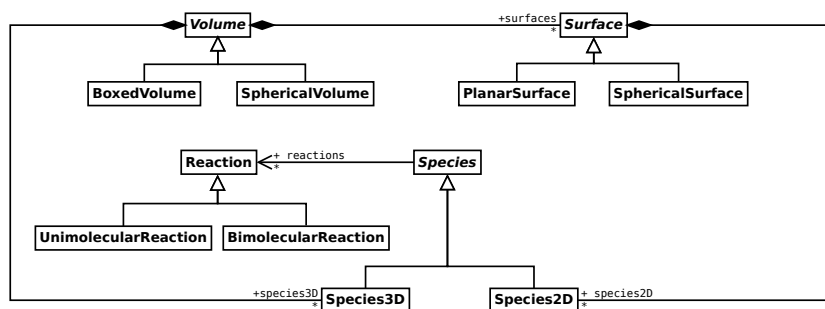 Volume
+surfaces
*
Surface
BoxedVolume
SphericalVolume
PlanarSurface
SphericalSurface
Reaction
+ reactions
*
Species
UnimolecularReaction
BimolecularReaction
+species3D
*
Species3D
Species2D
+ species2D
*